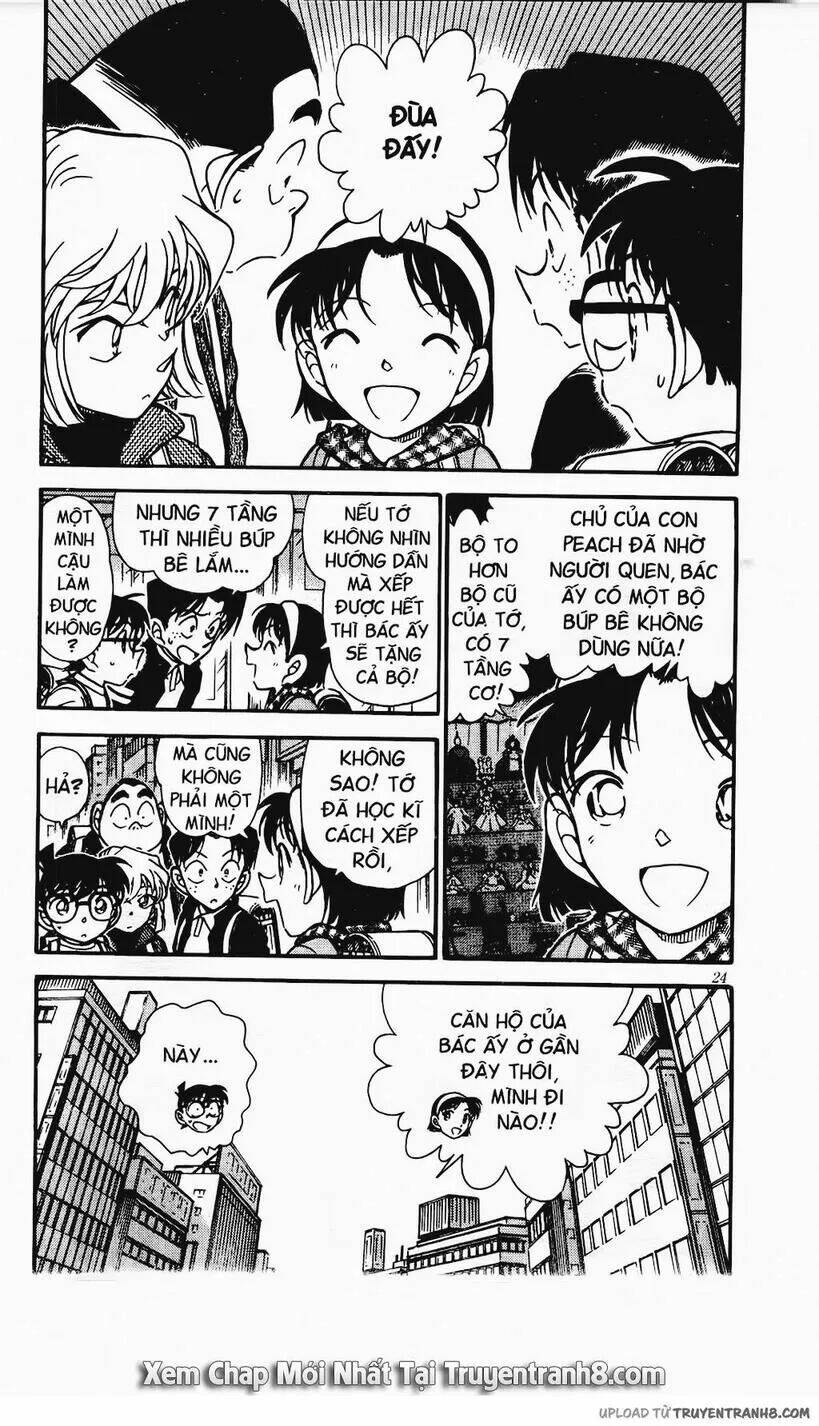 ĐÙA
ĐẤY!
CHỦ CỦA CON
PEACH ĐÃ NHỜ
NGƯỜI QUEN, BÁC
ẤY CÓ MỘT BỘ
BÚP BÊ KHÔNG
DÙNG NỮA!
BỘ TO
HƠN
BỘ CŨ
CỦA TỚ,
CÓ 7
TẦNG
CƠ!
NẾU TỚ
KHÔNG NHÌN
HƯỚNG DẪN
MÀ XẾP
ĐƯỢC HẾT
THÌ BÁC ẤY
SẼ TẶNG
CẢ BỘ!
NHƯNG 7 TẦNG
THÌ NHIỀU BÚP
BÊ LẮM...
MỘT
MÌNH
CẬU
LÀM
ĐƯỢC
KHÔNG
?
KHÔNG
SAO! TỚ
ĐÃ HỌC KĨ
CÁCH XẾP
RỒI,
MÀ CŨNG
KHÔNG
PHẢI MỘT
MÌNH!
HẢ?
24
CĂN HỘ CỦA
BÁC ẤY Ở GẦN
ĐÂY THÔI,
MÌNH ĐI
NÀO!!
NÀY...
Xem Chap Mới Nhất Tại Truyentranh8.com
UPLOAD TỪ TRUYENTRANH8.COM